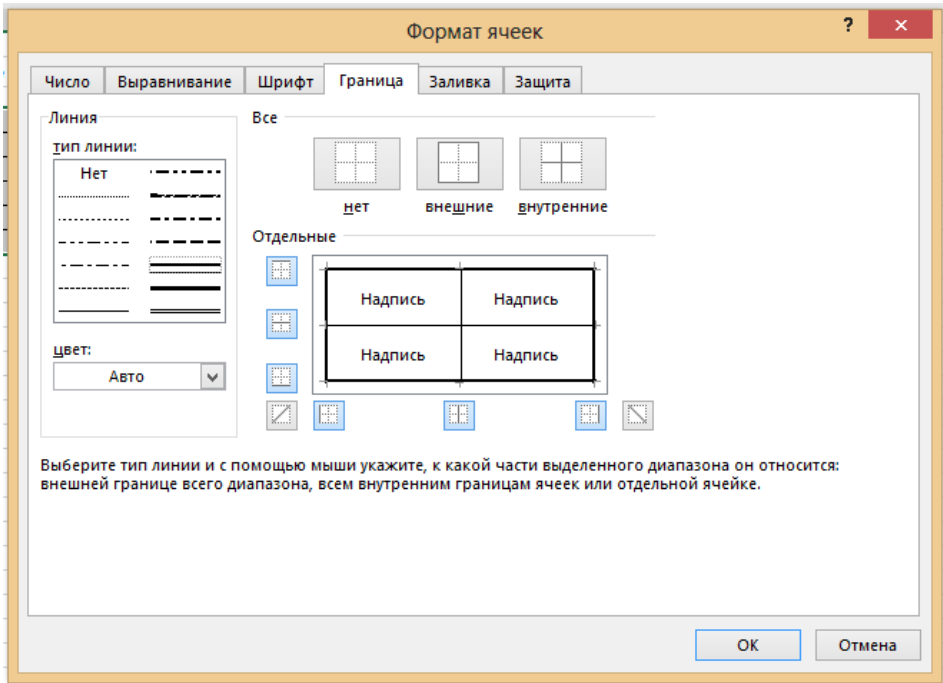 Формат ячеек
? ×
Число Выравнивание Шрифт Граница Заливка Защита
Линия
тип линии:
Нет
цвет:
Авто
Все
нет внешние внутренние
Отдельные
Надпись Надпись
Надпись Надпись
Выберите тип линии и с помощью мыши укажите, к какой части выделенного диапазона он относится:
внешней границе всего диапазона, всем внутренним границам ячеек или отдельной ячейке.
ОК Отмена